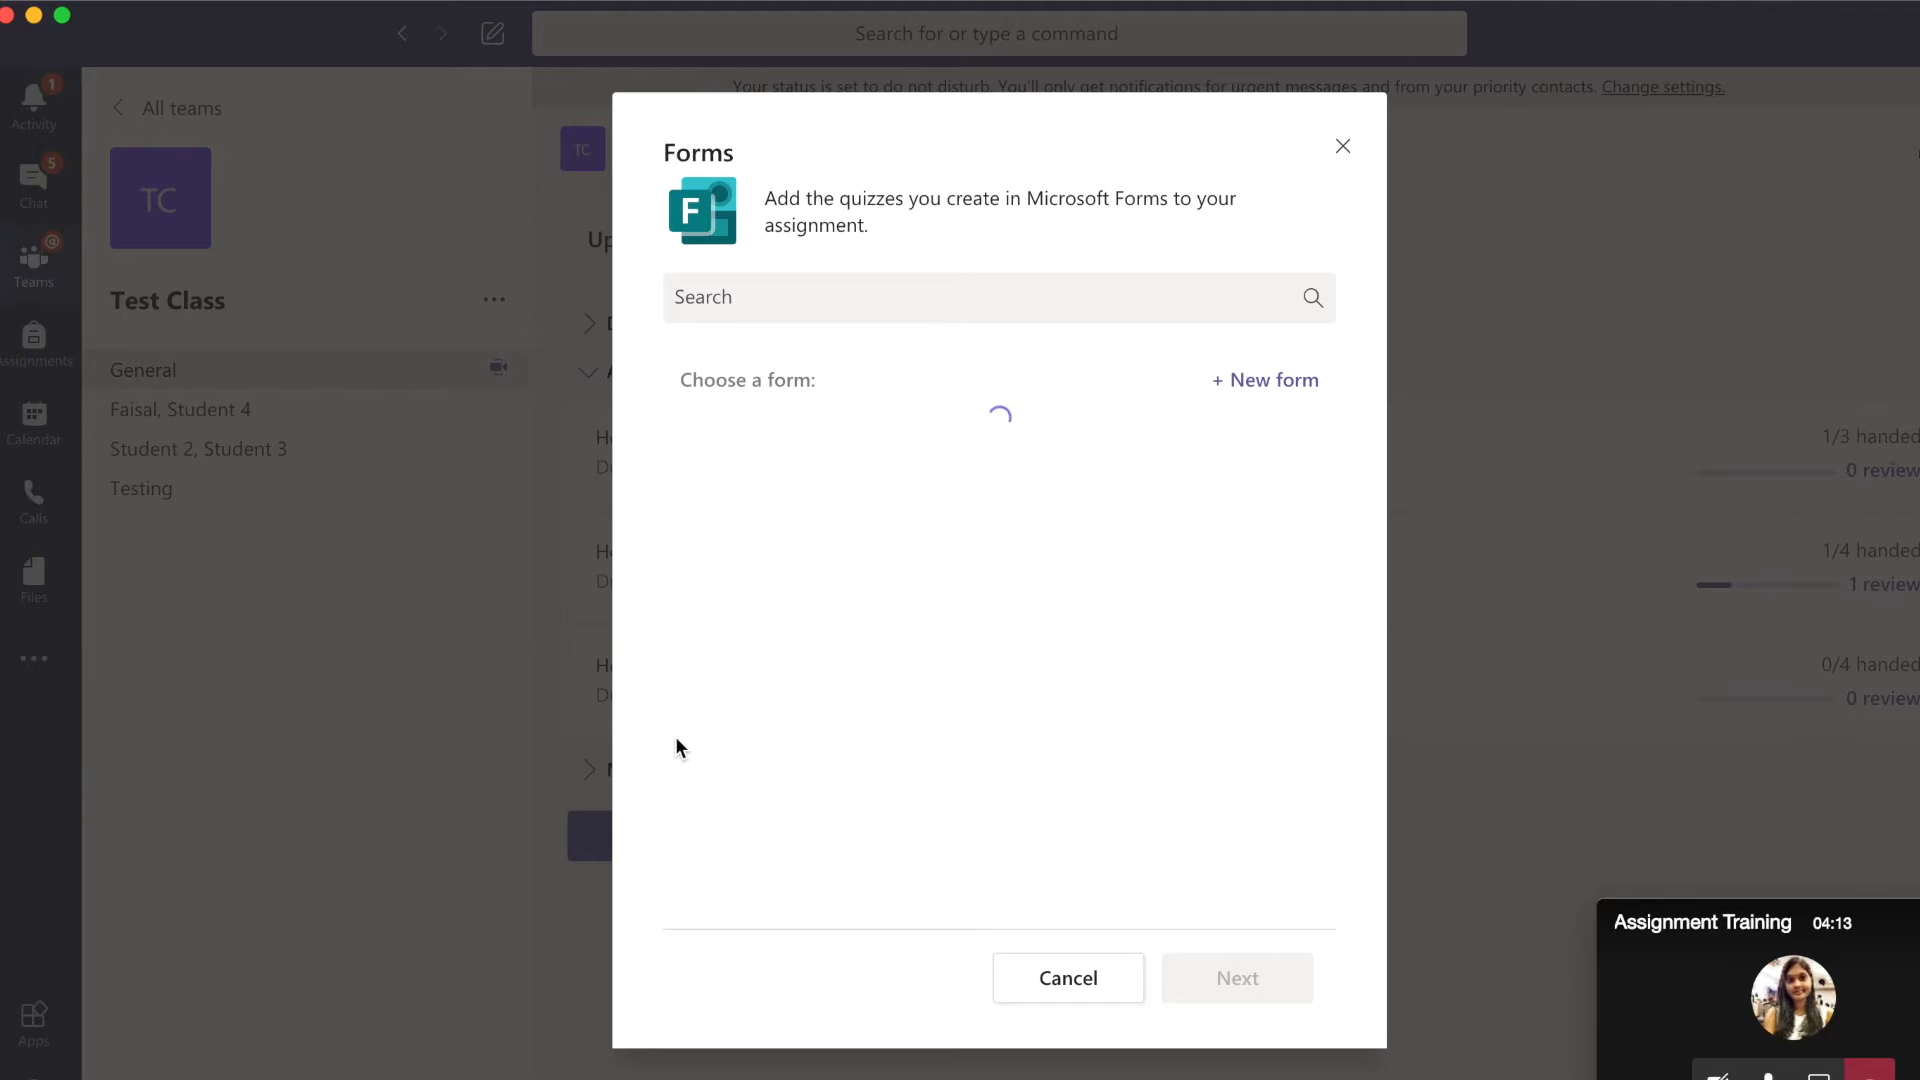 Search for or type a command
Your status is set to do not disturb. You'll only get notifications for urgent messages and from your priority contacts. Change settings.
1
Activity
5
Chat
@
Teams
Assignments
Calendar
Calls
Files
Apps
All teams
TC
Test Class
General
Faisal, Student 4
Student 2, Student 3
Testing
TC
Up
Forms
F
Add the quizzes you create in Microsoft Forms to your
assignment.
Search
Choose a form:
+ New form
Cancel
Next
1/3 handed
0 review
1/4 handed
1 review
0/4 handed
0 review
Assignment Training 04:13